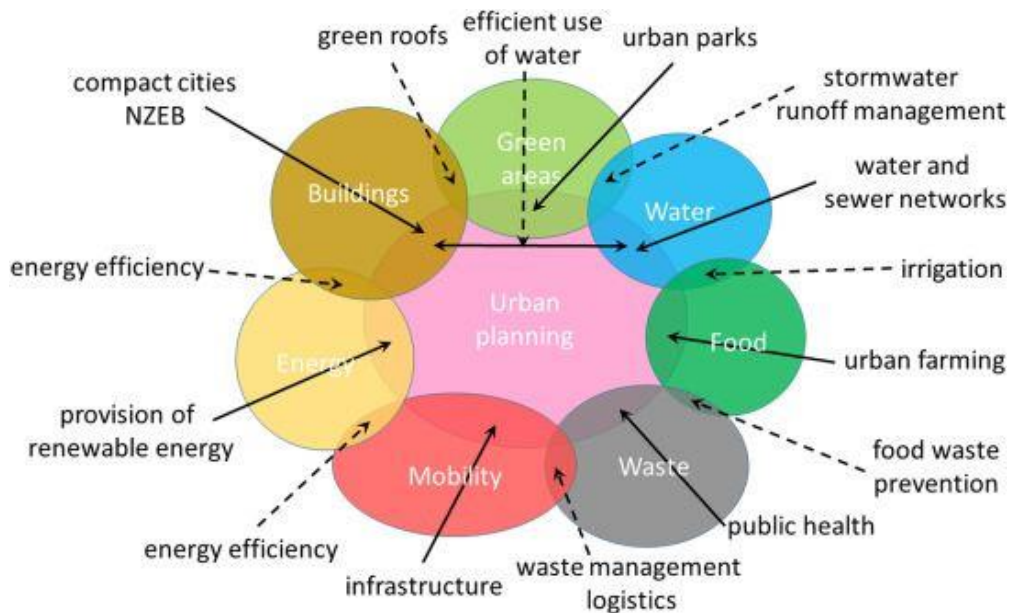 efficient use
of water
green roofs
urban parks
compact cities
NZEB
stormwater
runoff management
Green
areas
Buildings
Water
water and
sewer networks
energy efficiency
irrigation
Urban
planning
Energy
Food
urban farming
provision of
renewable energy
food waste
prevention
Mobility
Waste
public health
energy efficiency
infrastructure
waste management
logistics